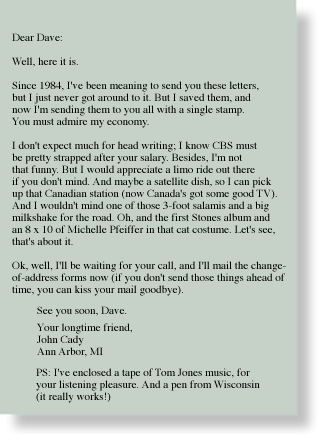 Dear Dave:
Well, here it is.
Since 1984, I've been meaning to send you these letters,
but I just never got around to it. But I saved them, and
now I'm sending them to you all with a single stamp.
You must admire my economy.
I don't expect much for head writing; I know CBS must
be pretty strapped after your salary. Besides, I'm not
that funny. But I would appreciate a limo ride out there
if you don't mind. And maybe a satellite dish, so I can pick
up that Canadian station (now Canada's got some good TV).
And I wouldn't mind one of those 3-foot salamis and a big
milkshake for the road. Oh, and the first Stones album and
an 8 x 10 of Michelle Pfeiffer in that cat costume. Let's see,
that's about it.
Ok, well, I'll be waiting for your call, and I'll mail the change-
of-address forms now (if you don't send those things ahead of
time, you can kiss your mail goodbye).
See you soon, Dave.
Your longtime friend,
John Cady
Ann Arbor, MI
PS: I've enclosed a tape of Tom Jones music, for
your listening pleasure. And a pen from Wisconsin
(it really works!)